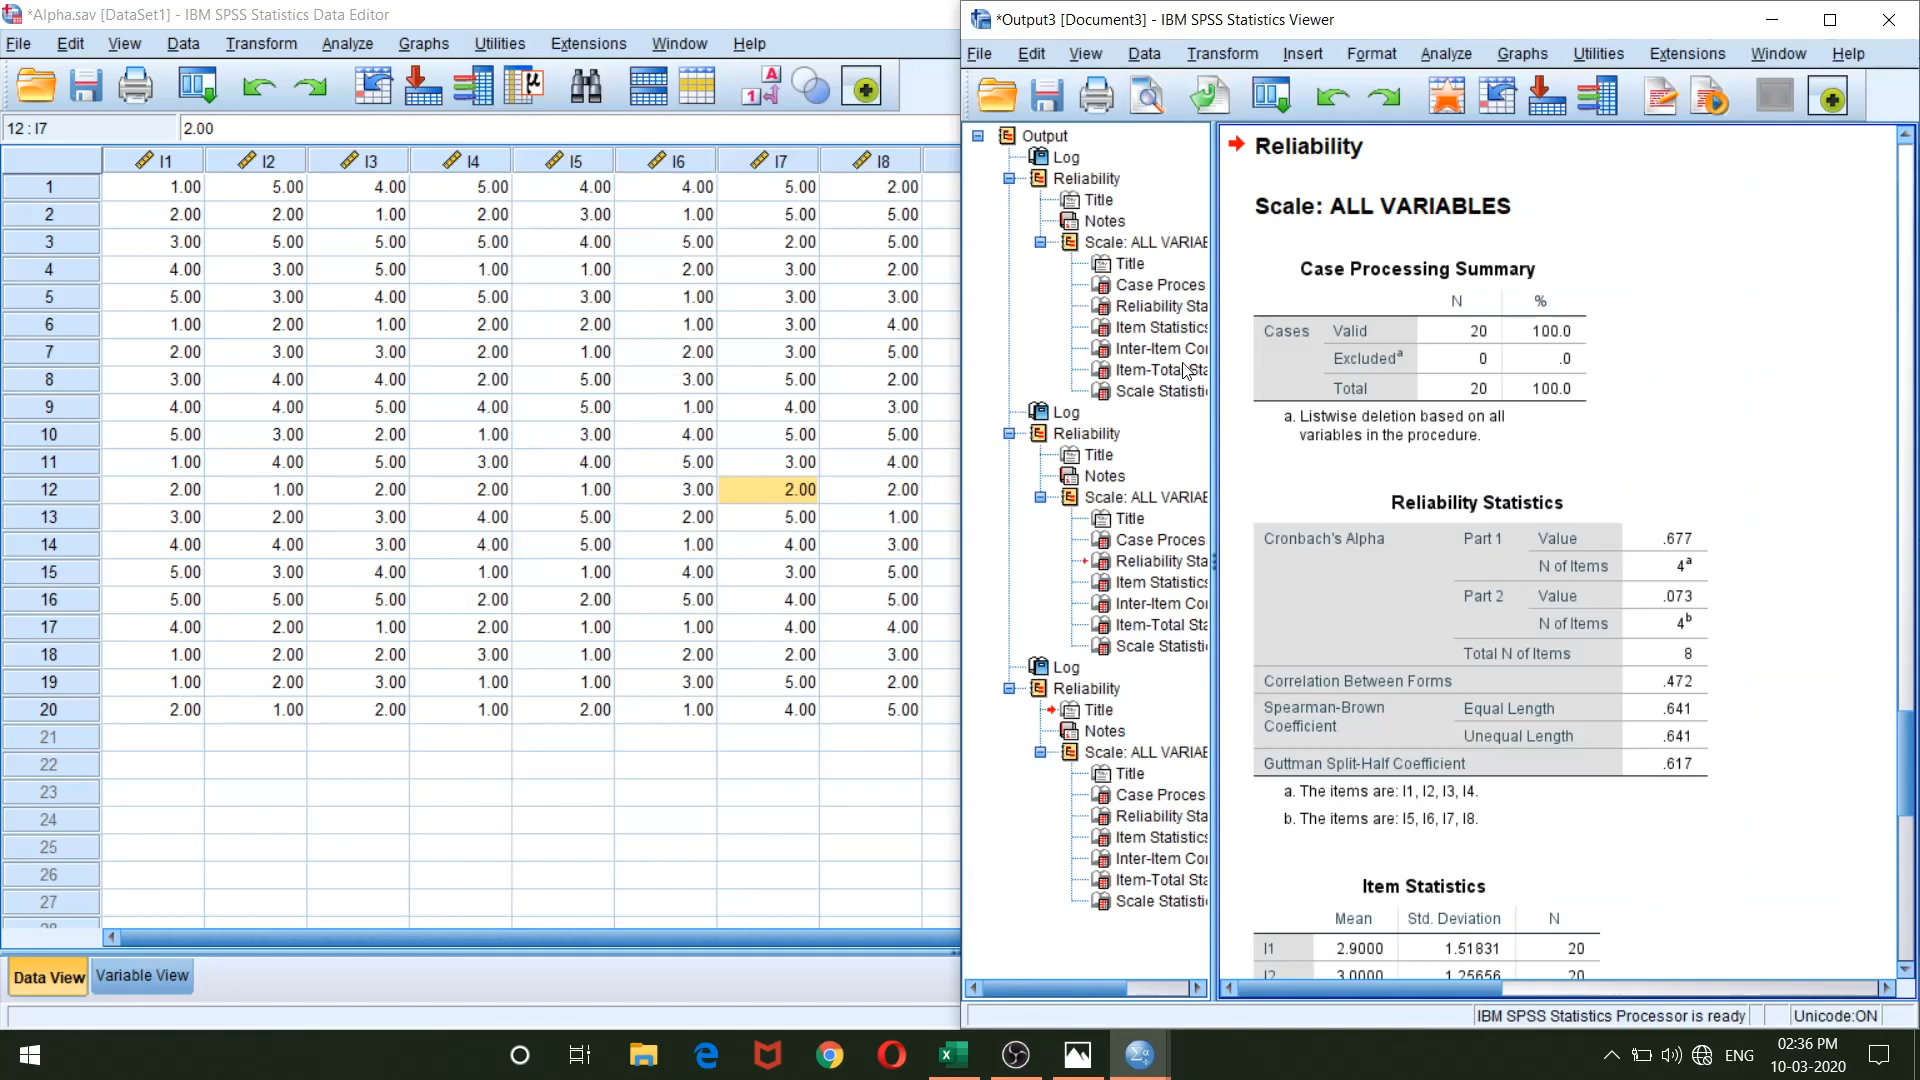 *Alpha.sav [DataSet1] - IBM SPSS Statistics Data Editor
File Edit View Data Transform Analyze Graphs Utilities Extensions Window Help
12 : I7 2.00
I1 I2 I3 I4 I5 I6 I7 I8
1 1.00 5.00 4.00 5.00 4.00 4.00 5.00 2.00
2 2.00 2.00 1.00 2.00 3.00 1.00 5.00 5.00
3 3.00 5.00 5.00 5.00 4.00 5.00 2.00 5.00
4 4.00 3.00 5.00 1.00 1.00 2.00 3.00 2.00
5 5.00 3.00 4.00 5.00 3.00 1.00 3.00 3.00
6 1.00 2.00 1.00 2.00 2.00 1.00 3.00 4.00
7 2.00 3.00 3.00 2.00 1.00 2.00 3.00 5.00
8 3.00 4.00 4.00 2.00 5.00 3.00 5.00 2.00
9 4.00 4.00 5.00 4.00 5.00 1.00 4.00 3.00
10 5.00 3.00 2.00 1.00 3.00 4.00 5.00 5.00
11 1.00 4.00 5.00 3.00 4.00 5.00 3.00 4.00
12 2.00 1.00 2.00 2.00 1.00 3.00 2.00 2.00
13 3.00 2.00 3.00 4.00 5.00 2.00 5.00 1.00
14 4.00 4.00 3.00 4.00 5.00 1.00 4.00 3.00
15 5.00 3.00 4.00 1.00 1.00 4.00 3.00 5.00
16 5.00 5.00 5.00 2.00 2.00 5.00 4.00 5.00
17 4.00 2.00 1.00 2.00 1.00 1.00 4.00 4.00
18 1.00 2.00 2.00 3.00 1.00 2.00 2.00 3.00
19 1.00 2.00 3.00 1.00 1.00 3.00 5.00 2.00
20 2.00 1.00 2.00 1.00 2.00 1.00 4.00 5.00
21
22
23
24
25
26
27
28
Data View Variable View
*Output3 [Document3] - IBM SPSS Statistics Viewer
File Edit View Data Transform Insert Format Analyze Graphs Utilities Extensions Window Help
Output
Log
Reliability
Title
Notes
Scale: ALL VARIAB
Title
Case Proces
Reliability Sta
Item Statistics
Inter-Item Cor
Item-Total Sta
Scale Statisti
Log
Reliability
Title
Notes
Scale: ALL VARIAB
Title
Case Proces
Reliability Sta
Item Statistics
Inter-Item Cor
Item-Total Sta
Scale Statisti
Log
Reliability
Title
Notes
Scale: ALL VARIAB
Title
Case Proces
Reliability Sta
Item Statistics
Inter-Item Cor
Item-Total Sta
Scale Statisti
Reliability
Scale: ALL VARIABLES
Case Processing Summary
N %
Cases Valid 20 100.0
Excluded a 0 .0
Total 20 100.0
a. Listwise deletion based on all
variables in the procedure.
Reliability Statistics
Cronbach's Alpha Part 1 Value .677
N of Items 4 a
Part 2 Value .073
N of Items 4 b
Total N of Items 8
Correlation Between Forms .472
Spearman-Brown Coefficient Equal Length .641
Unequal Length .641
Guttman Split-Half Coefficient .617
a. The items are: I1, I2, I3, I4.
b. The items are: I5, I6, I7, I8.
Item Statistics
Mean Std. Deviation N
I1 2.9000 1.51831 20
I2 3.0000 1.25656 20
IBM SPSS Statistics Processor is ready Unicode:ON
ENG 02:36 PM
10-03-2020